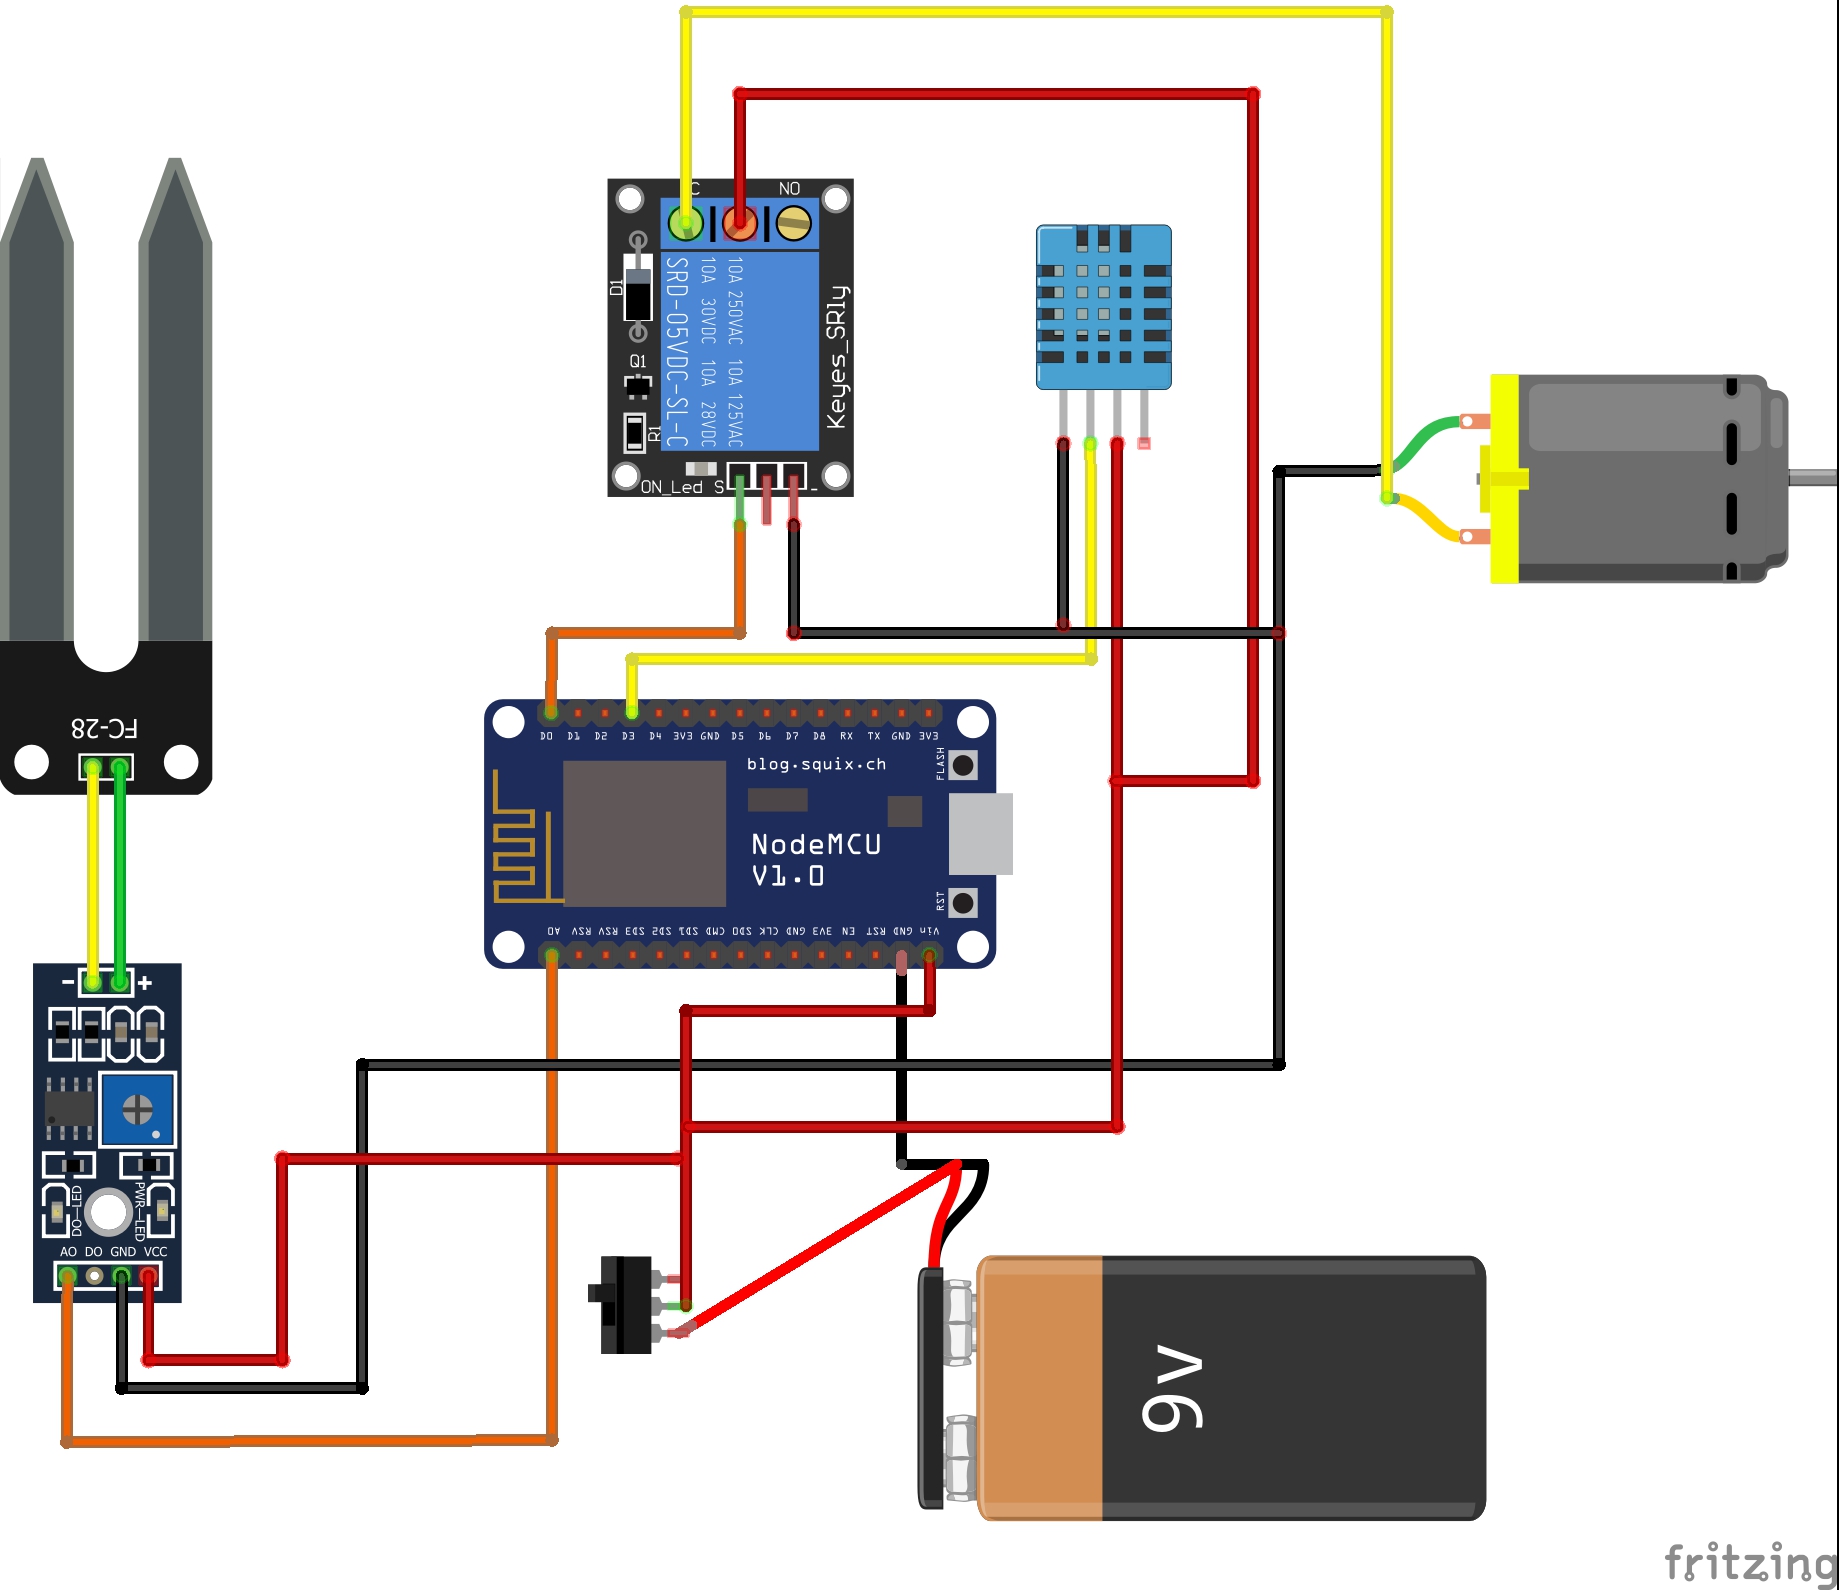 C
NO
SRD-05VDC-SL-C
10A 30VDC 10A 28VDC
10A 250VAC 10A 125VAC
Keyes_SRly
D1
Q1
R1
ON_Led S
-
FC-28
D0 D1 D2 D3 D4 3V3 GND D5 D6 D7 D8 RX TX GND 3V3
blog.squix.ch
FLASH
NodeMCU
V1.0
RST
A0 RSV RSV SD3 SD2 SD1 CMD SD0 CLK GND 3V3 EN RST GND Vin
- +
DO-LED
PWR-LED
AO DO GND VCC
9v
fritzing